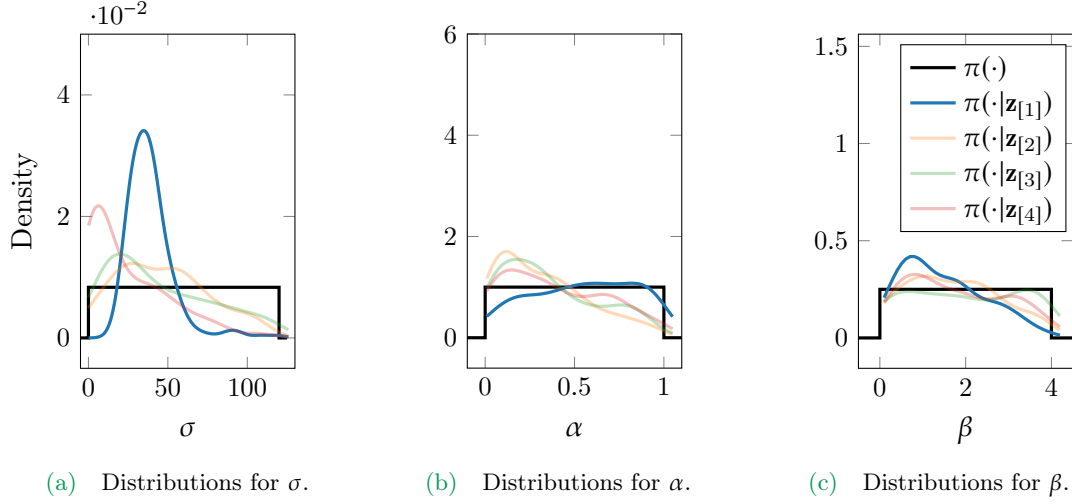 ·10⁻²
Density
0
2
4
0 50 100
σ
(a) Distributions for σ.
0
2
4
6
0 0.5 1
α
(b) Distributions for α.
0
0.5
1
1.5
0 2 4
β
(c) Distributions for β.
π(·)
π(·|z[1])
π(·|z[2])
π(·|z[3])
π(·|z[4])